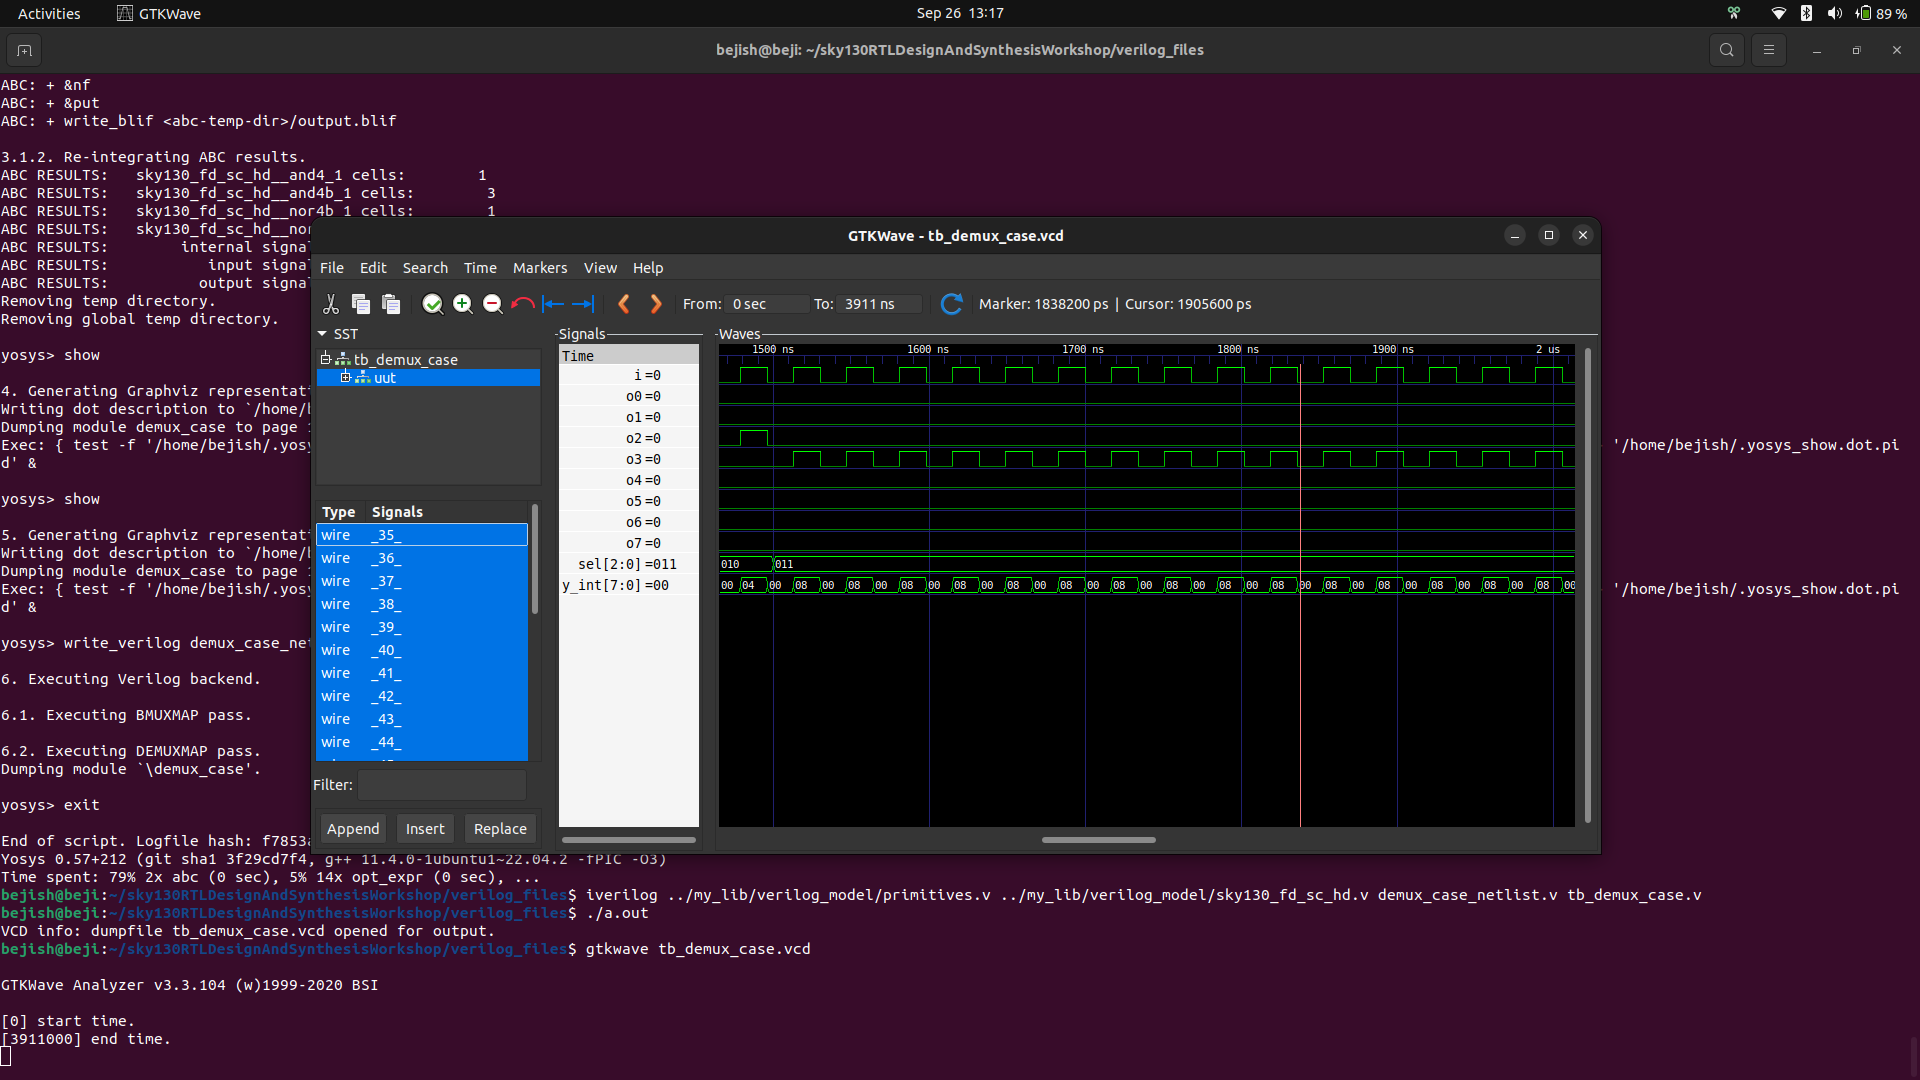 Activities
GTKWave
Sep 26 13:17
89 %
bejish@beji: ~/sky130RTLDesignAndSynthesisWorkshop/verilog_files
ABC: + &nf
ABC: + &put
ABC: + write_blif <abc-temp-dir>/output.blif
3.1.2. Re-integrating ABC results.
ABC RESULTS:   sky130_fd_sc_hd__and4_1 cells:        1
ABC RESULTS:   sky130_fd_sc_hd__and4b_1 cells:        3
ABC RESULTS:   sky130_fd_sc_hd__nor4b_1 cells:        1
ABC RESULTS:   sky130_fd_sc_hd__nor
ABC RESULTS:        internal signa
ABC RESULTS:           input signa
ABC RESULTS:          output signa
Removing temp directory.
Removing global temp directory.
yosys> show
4. Generating Graphviz representati
Writing dot description to `/home/b
Dumping module demux_case to page 1
Exec: { test -f '/home/bejish/.yosy
'/home/bejish/.yosys_show.dot.pi
d' &
yosys> show
5. Generating Graphviz representati
Writing dot description to `/home/b
Dumping module demux_case to page 1
Exec: { test -f '/home/bejish/.yosy
'/home/bejish/.yosys_show.dot.pi
d' &
yosys> write_verilog demux_case_net
6. Executing Verilog backend.
6.1. Executing BMUXMAP pass.
6.2. Executing DEMUXMAP pass.
Dumping module `\demux_case'.
yosys> exit
End of script. Logfile hash: f7853a
Yosys 0.57+212 (git sha1 3f29cd7f4, g++ 11.4.0-1ubuntu1~22.04.2 -fPIC -O3)
Time spent: 79% 2x abc (0 sec), 5% 14x opt_expr (0 sec), ...
bejish@beji:~/sky130RTLDesignAndSynthesisWorkshop/verilog_files$ iverilog ../my_lib/verilog_model/primitives.v ../my_lib/verilog_model/sky130_fd_sc_hd.v demux_case_netlist.v tb_demux_case.v
bejish@beji:~/sky130RTLDesignAndSynthesisWorkshop/verilog_files$ ./a.out
VCD info: dumpfile tb_demux_case.vcd opened for output.
bejish@beji:~/sky130RTLDesignAndSynthesisWorkshop/verilog_files$ gtkwave tb_demux_case.vcd
GTKWave Analyzer v3.3.104 (w)1999-2020 BSI
[0] start time.
[3911000] end time.
GTKWave - tb_demux_case.vcd
File Edit Search Time Markers View Help
From: 0 sec To: 3911 ns Marker: 1838200 ps | Cursor: 1905600 ps
SST
tb_demux_case
uut
Type Signals
wire _35_
wire _36_
wire _37_
wire _38_
wire _39_
wire _40_
wire _41_
wire _42_
wire _43_
wire _44_
Filter:
Append Insert Replace
Signals
Time
i =0
o0 =0
o1 =0
o2 =0
o3 =0
o4 =0
o5 =0
o6 =0
o7 =0
sel[2:0] =011
y_int[7:0] =00
Waves
1500 ns 1600 ns 1700 ns 1800 ns 1900 ns 2 us
010 011
00 04 00 08 00 08 00 08 00 08 00 08 00 08 00 08 00 08 00 08 00 08 00 08 00 08 00 08 00 08 00 08 00